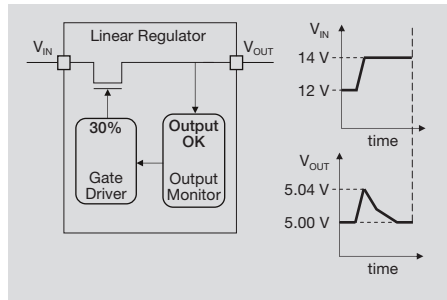 Linear Regulator
V_IN
V_OUT
30%
Gate
Driver
Output
OK
Output
Monitor
V_IN
14 V
12 V
time
V_OUT
5.04 V
5.00 V
time